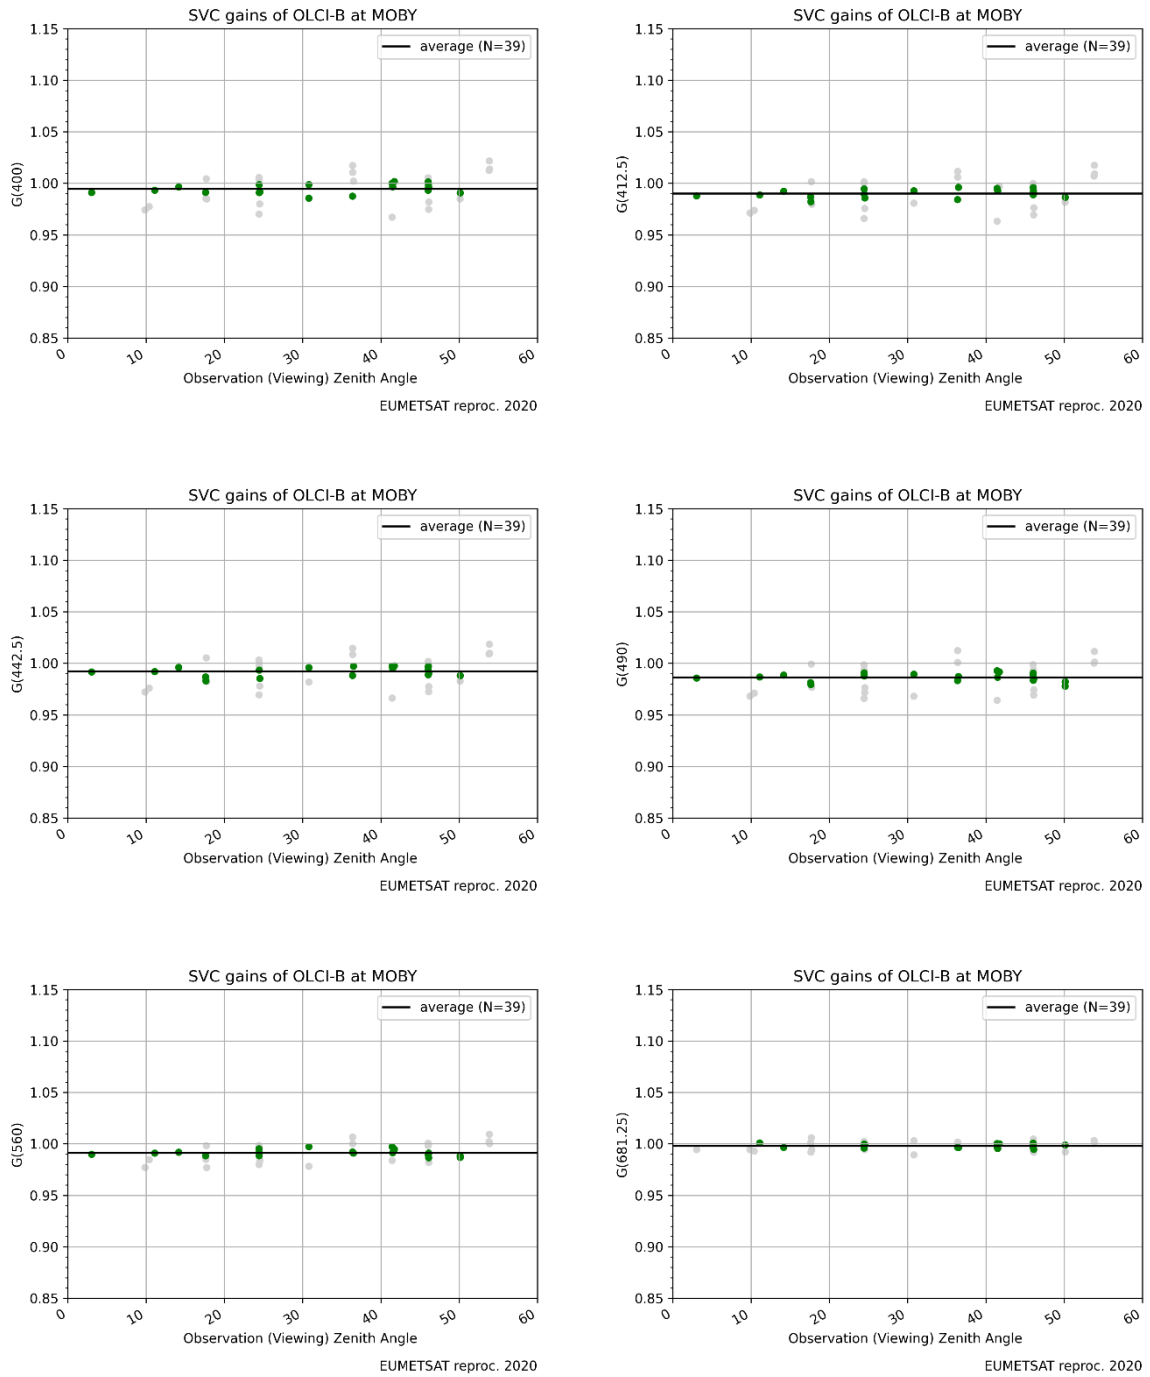 SVC gains of OLCI-B at MOBY
average (N=39)
1.15
1.10
1.05
1.00
0.95
0.90
0.85
G(400)
0
10
20
30
40
50
60
Observation (Viewing) Zenith Angle
EUMETSAT reproc. 2020
SVC gains of OLCI-B at MOBY
average (N=39)
1.15
1.10
1.05
1.00
0.95
0.90
0.85
G(412.5)
0
10
20
30
40
50
60
Observation (Viewing) Zenith Angle
EUMETSAT reproc. 2020
SVC gains of OLCI-B at MOBY
average (N=39)
1.15
1.10
1.05
1.00
0.95
0.90
0.85
G(442.5)
0
10
20
30
40
50
60
Observation (Viewing) Zenith Angle
EUMETSAT reproc. 2020
SVC gains of OLCI-B at MOBY
average (N=39)
1.15
1.10
1.05
1.00
0.95
0.90
0.85
G(490)
0
10
20
30
40
50
60
Observation (Viewing) Zenith Angle
EUMETSAT reproc. 2020
SVC gains of OLCI-B at MOBY
average (N=39)
1.15
1.10
1.05
1.00
0.95
0.90
0.85
G(560)
0
10
20
30
40
50
60
Observation (Viewing) Zenith Angle
EUMETSAT reproc. 2020
SVC gains of OLCI-B at MOBY
average (N=39)
1.15
1.10
1.05
1.00
0.95
0.90
0.85
G(681.25)
0
10
20
30
40
50
60
Observation (Viewing) Zenith Angle
EUMETSAT reproc. 2020